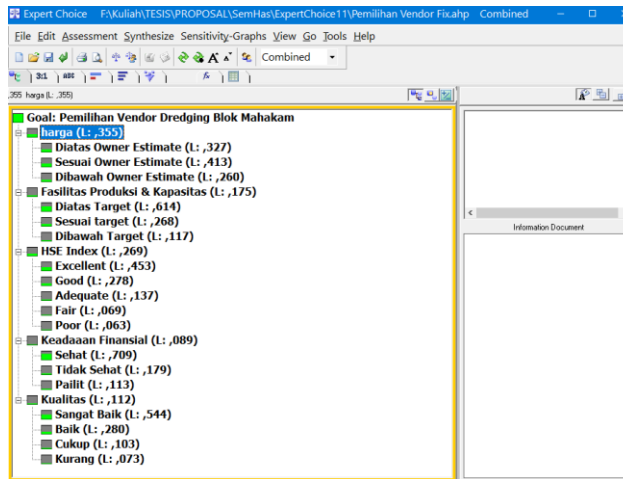 Expert Choice F:\Kuliah\TESIS\PROPOSAL\SemHas\ExpertChoice11\Pemilihan Vendor Fix.ahp Combined
File Edit Assessment Synthesize Sensitivity-Graphs View Go Tools Help
Combined
3:1 ABC
,355 harga (L: ,355)
Goal: Pemilihan Vendor Dredging Blok Mahakam
harga (L: ,355)
Diatas Owner Estimate (L: ,327)
Sesuai Owner Estimate (L: ,413)
Dibawah Owner Estimate (L: ,260)
Fasilitas Produksi & Kapasitas (L: ,175)
Diatas Target (L: ,614)
Sesuai target (L: ,268)
Dibawah Target (L: ,117)
HSE Index (L: ,269)
Excellent (L: ,453)
Good (L: ,278)
Adequate (L: ,137)
Fair (L: ,069)
Poor (L: ,063)
Keadaaan Finansial (L: ,089)
Sehat (L: ,709)
Tidak Sehat (L: ,179)
Pailit (L: ,113)
Kualitas (L: ,112)
Sangat Baik (L: ,544)
Baik (L: ,280)
Cukup (L: ,103)
Kurang (L: ,073)
Information Document